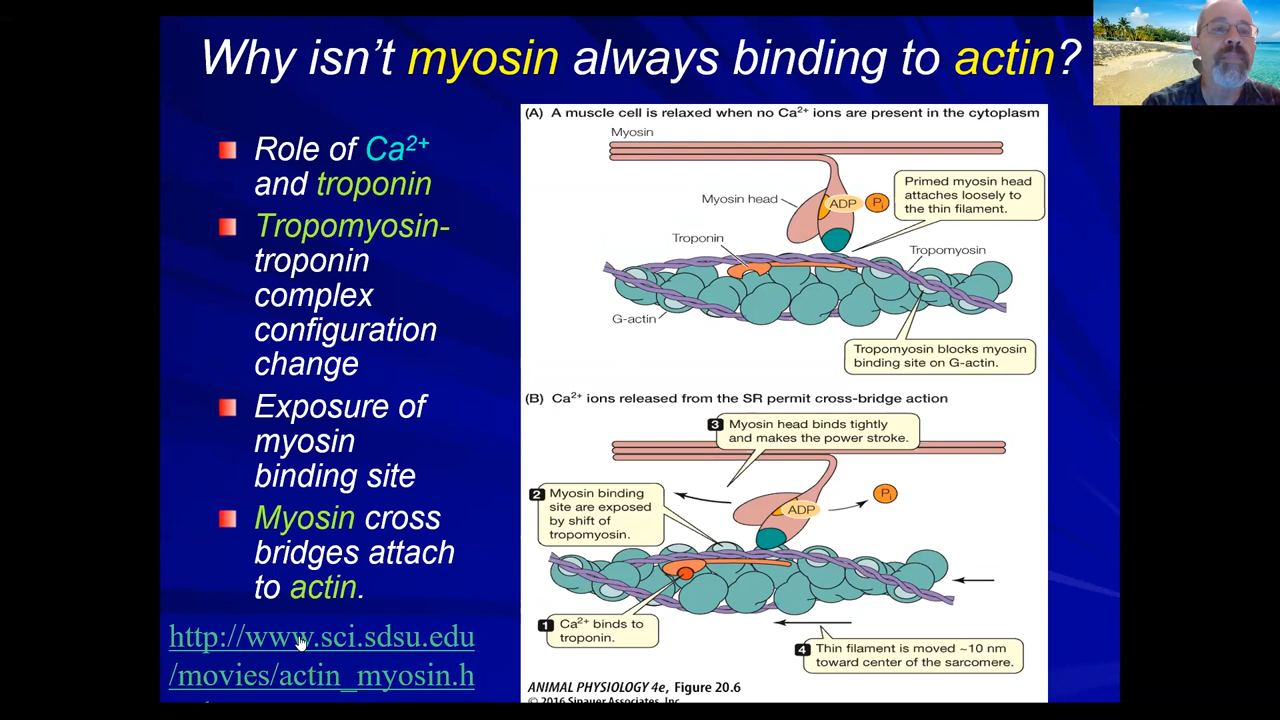 Why isn't myosin always binding to actin?
Role of Ca²⁺
and troponin
Tropomyosin-
troponin
complex
configuration
change
Exposure of
myosin
binding site
Myosin cross
bridges attach
to actin.
http://www.sci.sdsu.edu
/movies/actin_myosin.h
(A) A muscle cell is relaxed when no Ca²⁺ ions are present in the cytoplasm
Myosin
Myosin head
ADP
Pi
Primed myosin head
attaches loosely to
the thin filament.
Troponin
Tropomyosin
G-actin
Tropomyosin blocks myosin
binding site on G-actin.
(B) Ca²⁺ ions released from the SR permit cross-bridge action
3 Myosin head binds tightly
and makes the power stroke.
2 Myosin binding
site are exposed
by shift of
tropomyosin.
ADP
Pi
1 Ca²⁺ binds to
troponin.
4 Thin filament is moved ~10 nm
toward center of the sarcomere.
ANIMAL PHYSIOLOGY 4e, Figure 20.6
© 2016 Sinauer Associates, Inc.